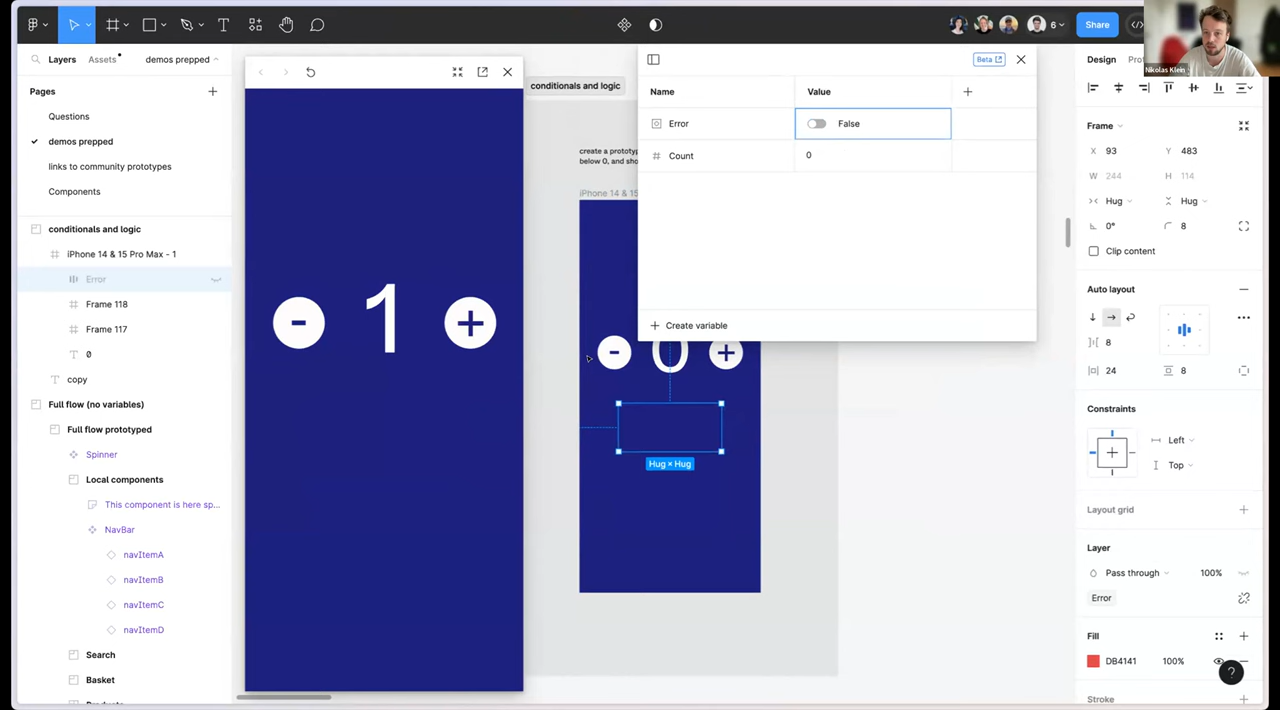 6
Share
Nikolas Klein
Layers
Assets
demos prepped
Pages
Questions
demos prepped
links to community prototypes
Components
conditionals and logic
iPhone 14 & 15 Pro Max - 1
Error
Frame 118
Frame 117
0
copy
Full flow (no variables)
Full flow prototyped
Spinner
Local components
This component is here sp...
NavBar
navItemA
navItemB
navItemC
navItemD
Search
Basket
- 1 +
conditionals and logic
create a prototyp
below 0, and sho
iPhone 14 & 15
- 0 +
Hug × Hug
Beta
Name Value
Error False
Count 0
Create variable
Design
Frame
X 93 Y 483
W 244 H 114
Hug Hug
0° 8
Clip content
Auto layout
8
24 8
Constraints
Left
Top
Layout grid
Layer
Pass through 100%
Error
Fill
DB4141 100%
?
Stroke